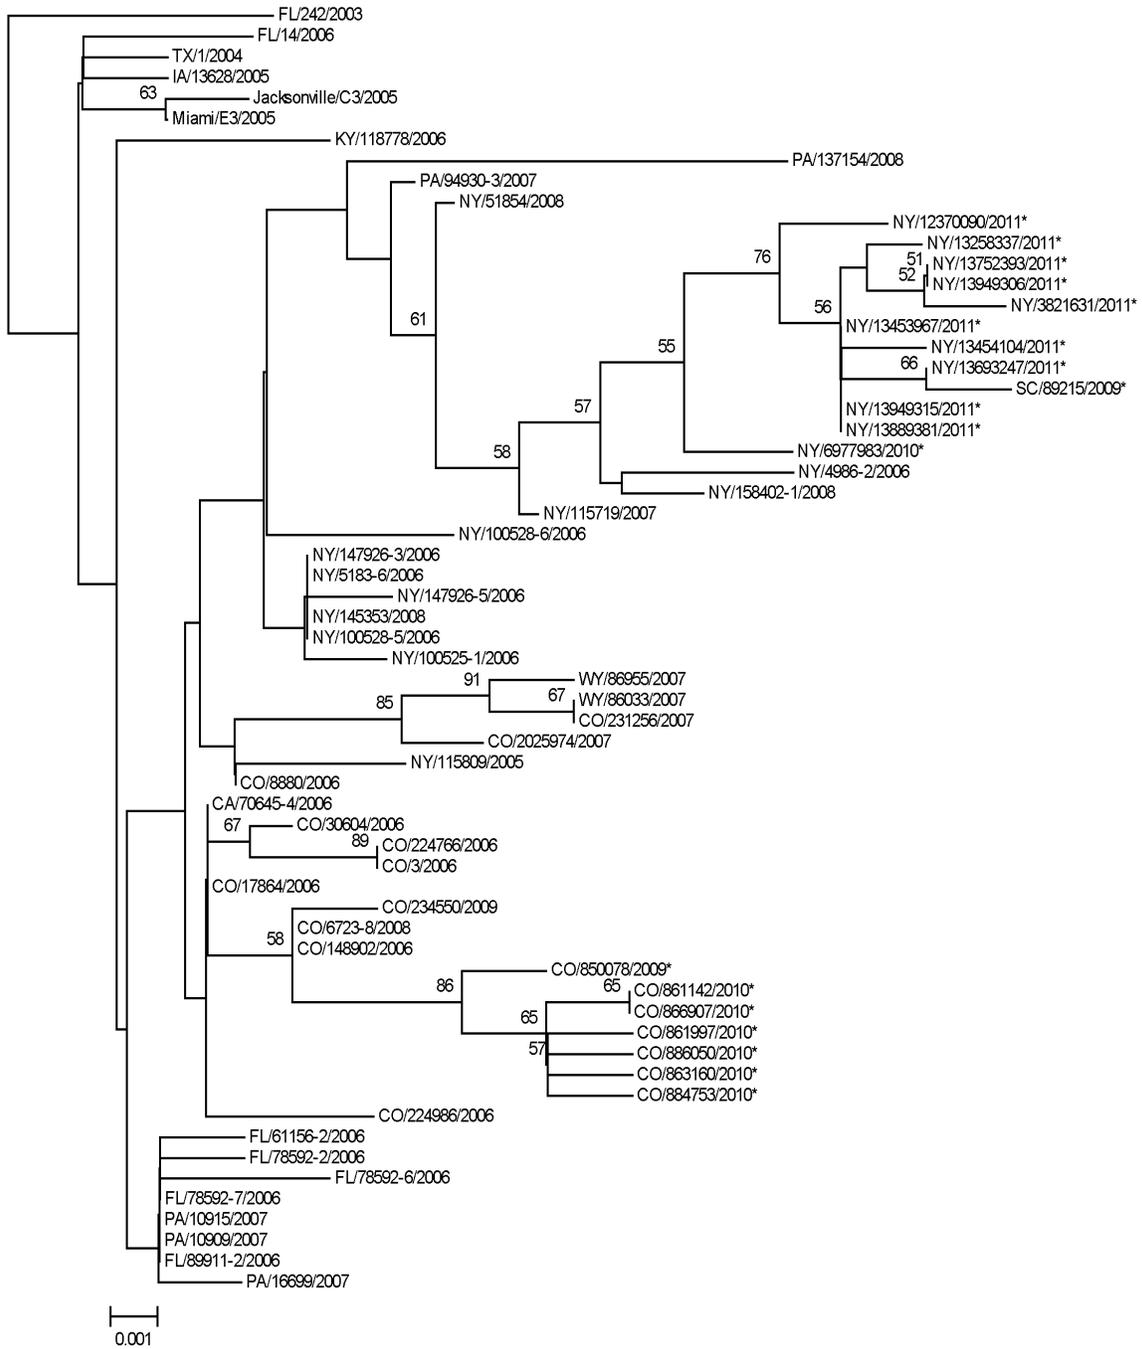 FL/242/2003
FL/14/2006
TX/1/2004
IA/13628/2005
63
Jacksonville/C3/2005
Miami/E3/2005
KY/118778/2006
PA/137154/2008
PA/94930-3/2007
NY/51854/2008
NY/12370090/2011*
NY/13258337/2011*
76
51
NY/13752393/2011*
52
NY/13949306/2011*
NY/3821631/2011*
61
56
NY/13453967/2011*
55
NY/13454104/2011*
66
NY/13693247/2011*
SC/89215/2009*
57
NY/13949315/2011*
NY/13889381/2011*
58
NY/6977983/2010*
NY/4986-2/2006
NY/158402-1/2008
NY/115719/2007
NY/100528-6/2006
NY/147926-3/2006
NY/5183-6/2006
NY/147926-5/2006
NY/145353/2008
NY/100528-5/2006
NY/100525-1/2006
91
WY/86955/2007
85
67
WY/86033/2007
CO/231256/2007
CO/2025974/2007
NY/115809/2005
CO/8880/2006
CA/70645-4/2006
67
CO/30604/2006
89
CO/224766/2006
CO/3/2006
CO/17864/2006
CO/234550/2009
CO/6723-8/2008
58
CO/148902/2006
CO/850078/2009*
86
65
CO/861142/2010*
CO/866907/2010*
65
CO/861997/2010*
57
CO/886050/2010*
CO/863160/2010*
CO/884753/2010*
CO/224986/2006
FL/61156-2/2006
FL/78592-2/2006
FL/78592-6/2006
FL/78592-7/2006
PA/10915/2007
PA/10909/2007
FL/89911-2/2006
PA/16699/2007
0.001